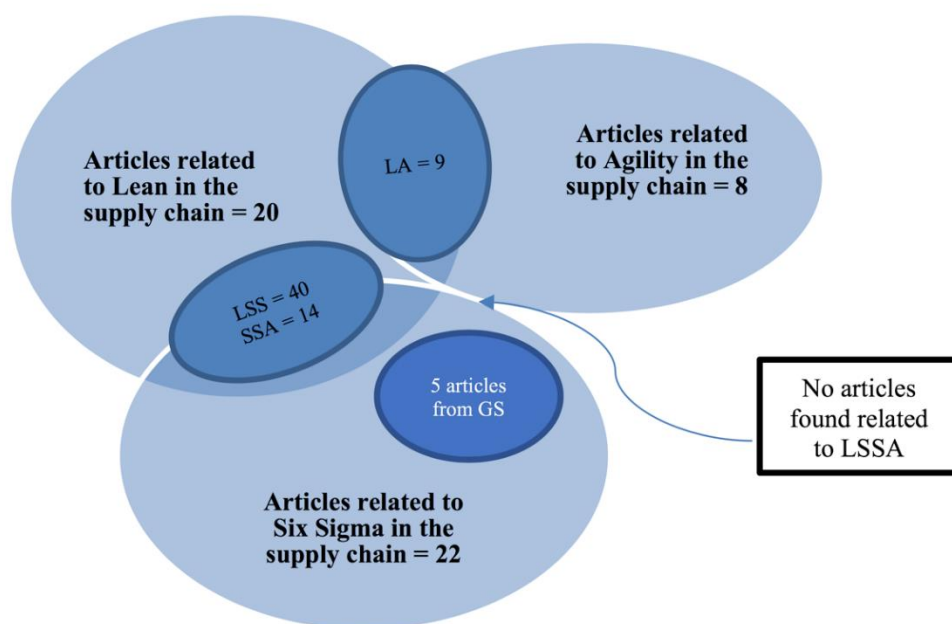 Articles related
to Lean in the
supply chain = 20
LA = 9
Articles related
to Agility in the
supply chain = 8
LSS = 40
SSA = 14
5 articles
from GS
No articles
found related
to LSSA
Articles related to
Six Sigma in the
supply chain = 22